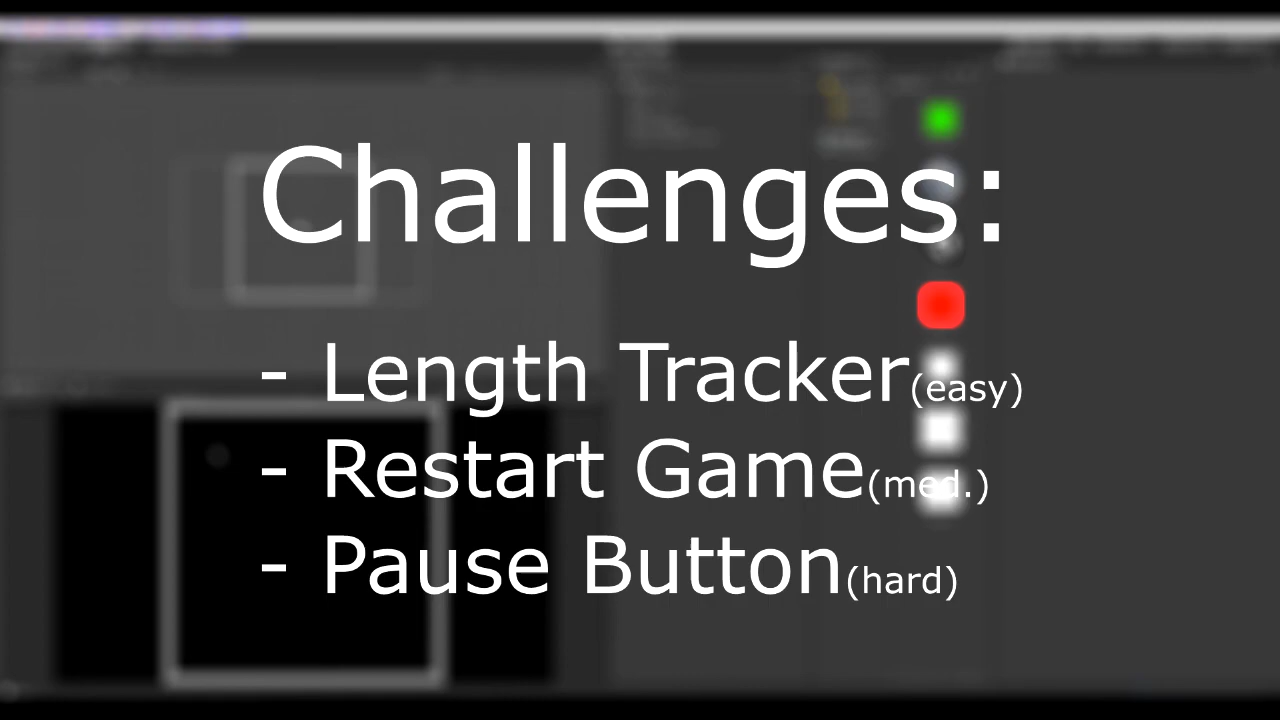 Challenges:
- Length Tracker(easy)
- Restart Game(med.)
- Pause Button(hard)